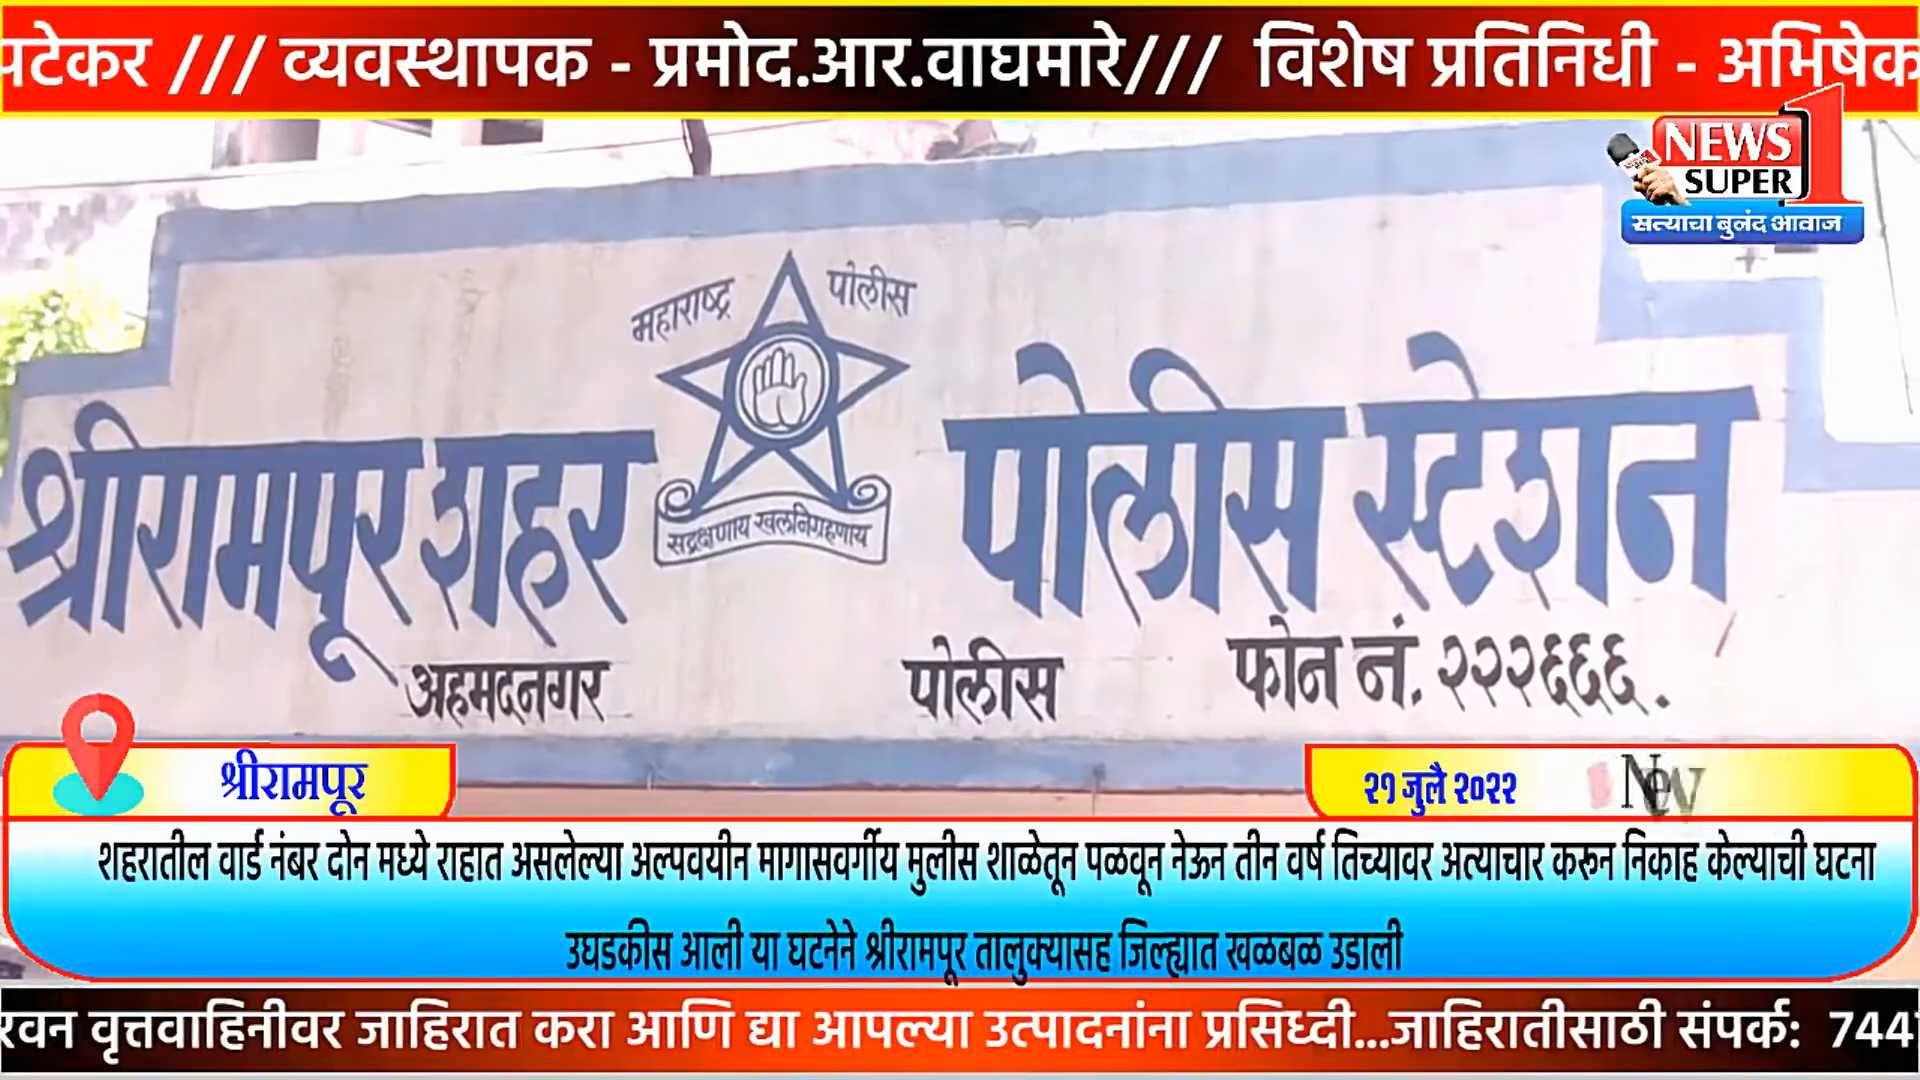 पटेकर /// व्यवस्थापक - प्रमोद.आर.वाघमारे/// विशेष प्रतिनिधी - अभिषेक
NEWS
SUPER 1
सत्याचा बुलंद आवाज
महाराष्ट्र पोलीस
श्रीरामपूर शहर पोलीस स्टेशन
सद्रक्षणाय खलनिग्रहणाय
अहमदनगर पोलीस फोन नं. २२२६६६.
श्रीरामपूर
२१ जुलै २०२२ New
शहरातील वार्ड नंबर दोन मध्ये राहात असलेल्या अल्पवयीन मागासवर्गीय मुलीस शाळेतून पळवून नेऊन तीन वर्ष तिच्यावर अत्याचार करून निकाह केल्याची घटना
उघडकीस आली या घटनेने श्रीरामपूर तालुक्यासह जिल्ह्यात खळबळ उडाली
वृत्तवाहिनीवर जाहिरात करा आणि द्या आपल्या उत्पादनांना प्रसिध्दी...जाहिरातीसाठी संपर्क: 744